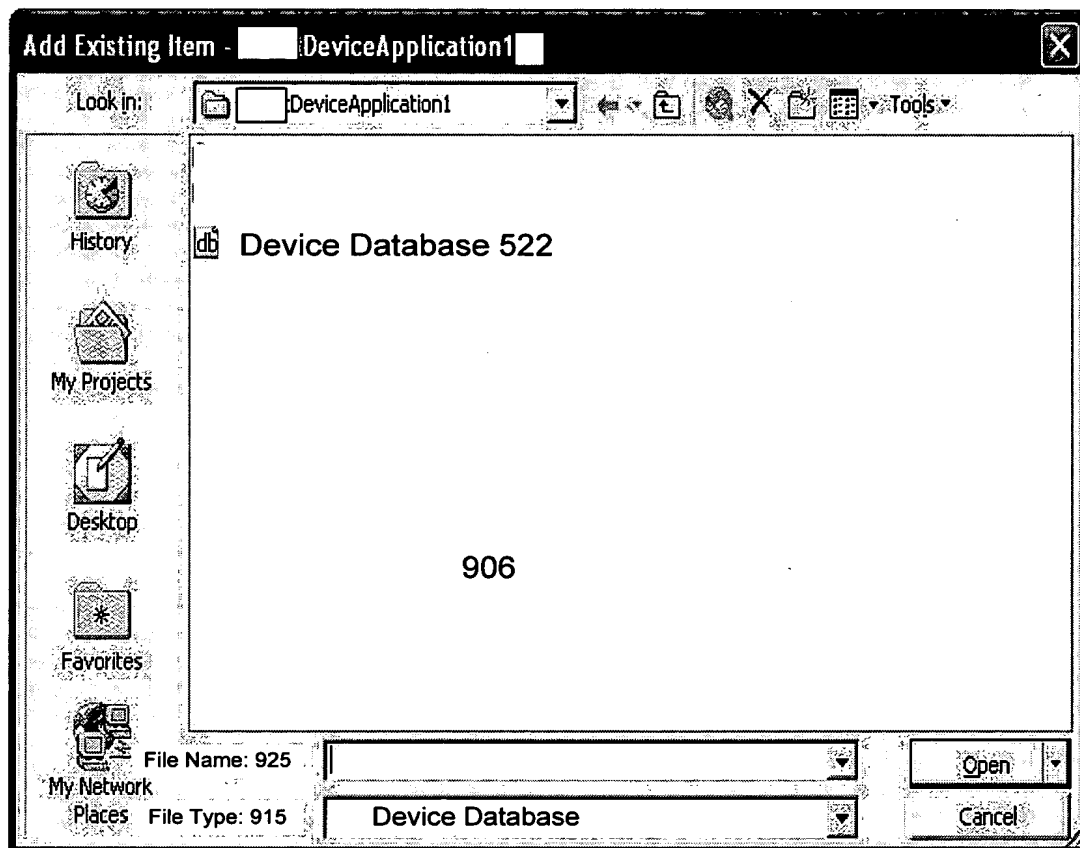 Add Existing Item - DeviceApplication1
Look in: DeviceApplication1 Tools
History
db Device Database 522
My Projects
Desktop
906
Favorites
My Network Places
File Name: 925 Open
File Type: 915 Device Database Cancel